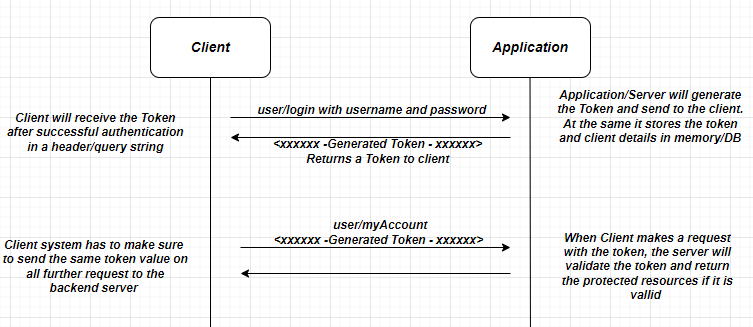 Client
Application
Client will receive the Token
after successful authentication
in a header/query string
user/login with username and password
<xxxxxx -Generated Token - xxxxxx>
Returns a Token to client
Application/Server will generate
the Token and send to the client.
At the same it stores the token
and client details in memory/DB
Client system has to make sure
to send the same token value on
all further request to the
backend server
user/myAccount
<xxxxxx -Generated Token - xxxxxx>
When Client makes a request
with the token, the server will
validate the token and return
the protected resources if it is
vallid